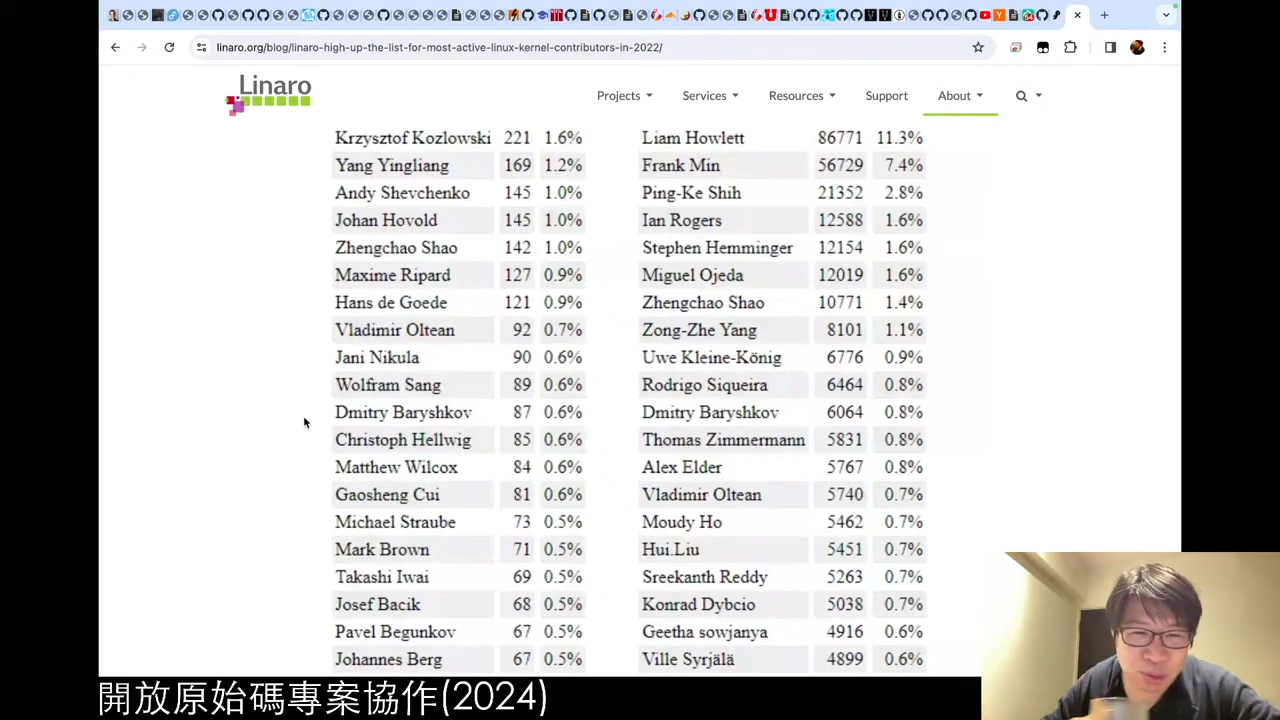 linaro.org/blog/linaro-high-up-the-list-for-most-active-linux-kernel-contributors-in-2022/
Linaro
Projects Services Resources Support About
Krzysztof Kozlowski 221 1.6% Liam Howlett 86771 11.3%
Yang Yingliang 169 1.2% Frank Min 56729 7.4%
Andy Shevchenko 145 1.0% Ping-Ke Shih 21352 2.8%
Johan Hovold 145 1.0% Ian Rogers 12588 1.6%
Zhengchao Shao 142 1.0% Stephen Hemminger 12154 1.6%
Maxime Ripard 127 0.9% Miguel Ojeda 12019 1.6%
Hans de Goede 121 0.9% Zhengchao Shao 10771 1.4%
Vladimir Oltean 92 0.7% Zong-Zhe Yang 8101 1.1%
Jani Nikula 90 0.6% Uwe Kleine-König 6776 0.9%
Wolfram Sang 89 0.6% Rodrigo Siqueira 6464 0.8%
Dmitry Baryshkov 87 0.6% Dmitry Baryshkov 6064 0.8%
Christoph Hellwig 85 0.6% Thomas Zimmermann 5831 0.8%
Matthew Wilcox 84 0.6% Alex Elder 5767 0.8%
Gaosheng Cui 81 0.6% Vladimir Oltean 5740 0.7%
Michael Straube 73 0.5% Moudy Ho 5462 0.7%
Mark Brown 71 0.5% Hui.Liu 5451 0.7%
Takashi Iwai 69 0.5% Sreekanth Reddy 5263 0.7%
Josef Bacik 68 0.5% Konrad Dybcio 5038 0.7%
Pavel Begunkov 67 0.5% Geetha sowjanya 4916 0.6%
Johannes Berg 67 0.5% Ville Syrjälä 4899 0.6%
開放原始碼專案協作(2024)